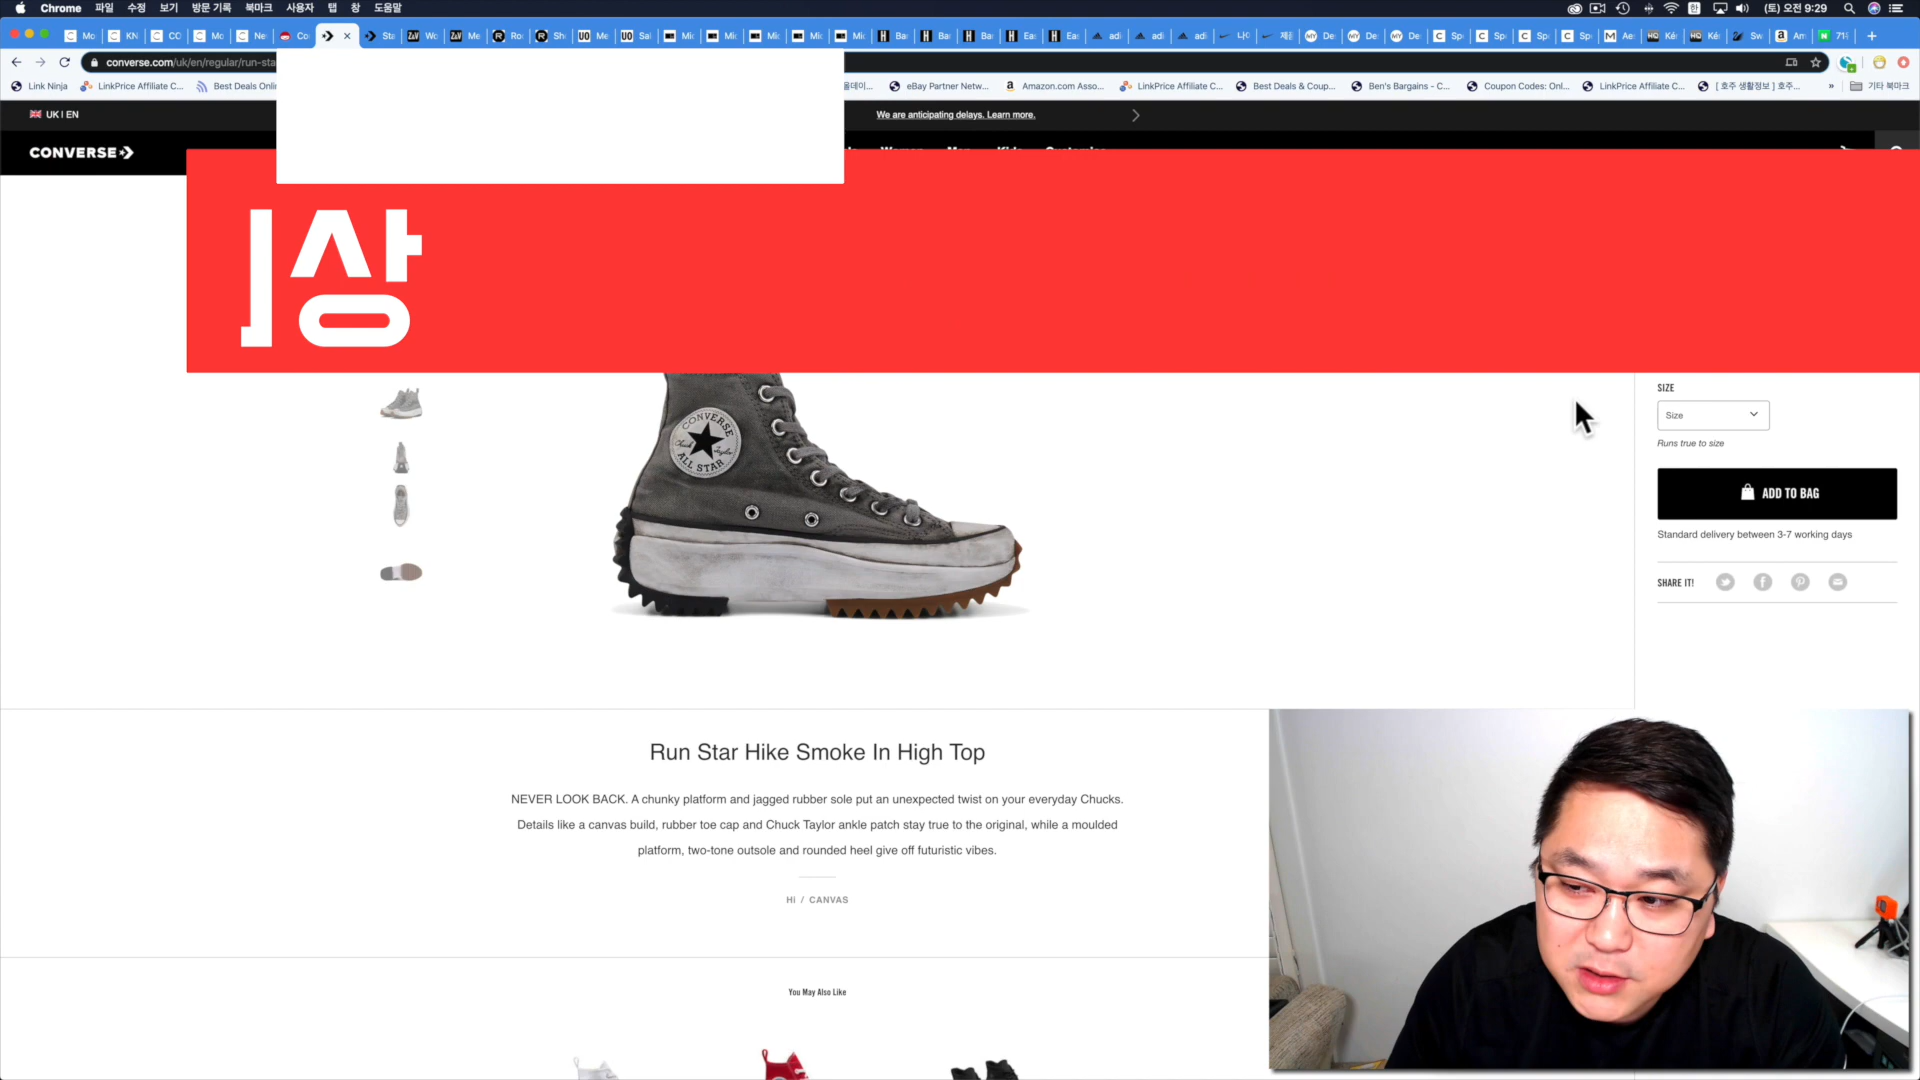 Chrome 파일 수정 보기 방문 기록 북마크 사용자 탭 창 도움말
(토) 오전 9:29
converse.com/uk/en/regular/run-sta
Link Ninja LinkPrice Affiliate C... Best Deals Onli
eBay Partner Netw... Amazon.com Asso... LinkPrice Affiliate C... Best Deals & Coup... Ben's Bargains - C... Coupon Codes: Onl... LinkPrice Affiliate C... [ 호주 생활정보 ] 호주... » 기타 북마크
UK | EN
We are anticipating delays. Learn more.
CONVERSE
상
CONVERSE
Chuck Taylor
ALL STAR
SIZE
Size
Runs true to size
ADD TO BAG
Standard delivery between 3-7 working days
SHARE IT!
Run Star Hike Smoke In High Top
NEVER LOOK BACK. A chunky platform and jagged rubber sole put an unexpected twist on your everyday Chucks.
Details like a canvas build, rubber toe cap and Chuck Taylor ankle patch stay true to the original, while a moulded
platform, two-tone outsole and rounded heel give off futuristic vibes.
Hi / CANVAS
You May Also Like